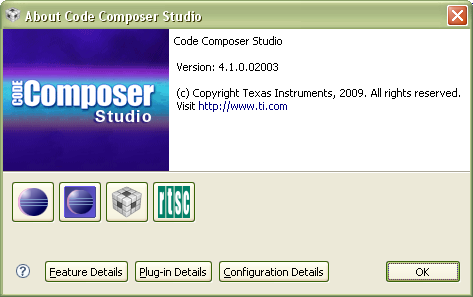 About Code Composer Studio
CODE
Composer
Studio
Code Composer Studio
Version: 4.1.0.02003
(c) Copyright Texas Instruments, 2009. All rights reserved.
Visit http://www.ti.com
rtsc
Feature Details
Plug-in Details
Configuration Details
OK